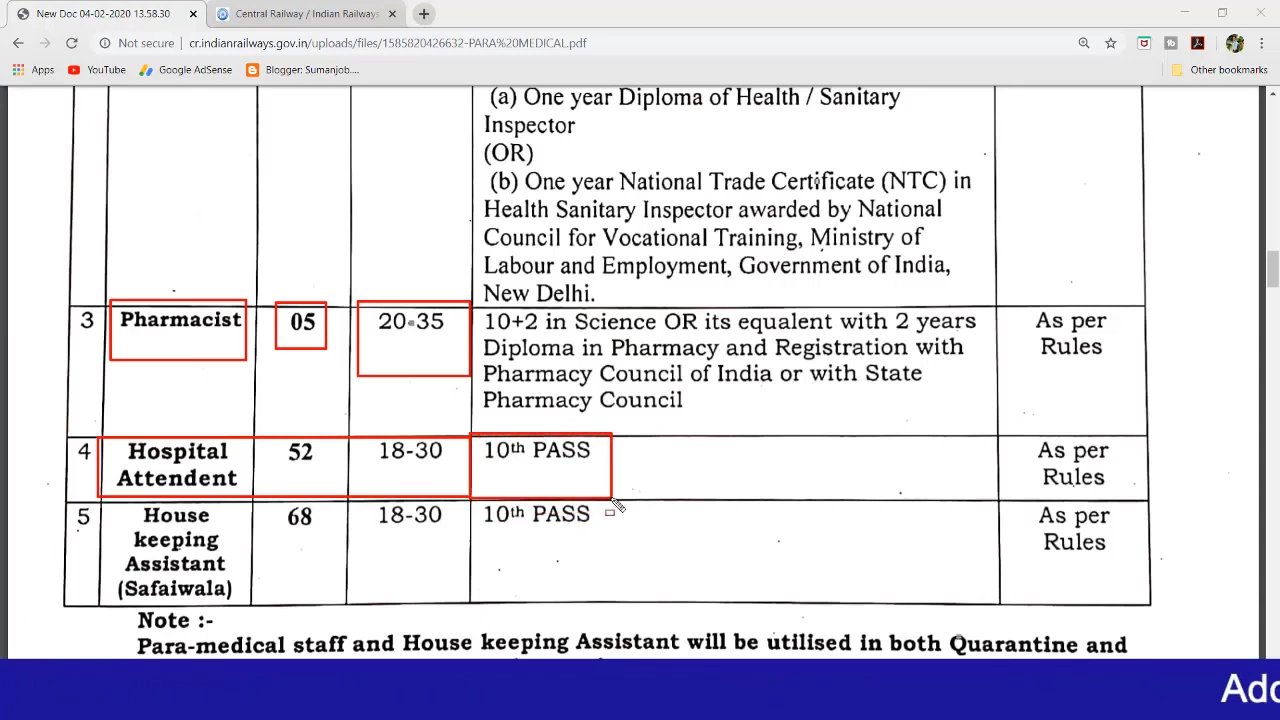 New Doc 04-02-2020 13.58.30
Central Railway / Indian Railways
Not secure | cr.indianrailways.gov.in/uploads/files/1585820426632-PARA%20MEDICAL.pdf
Apps YouTube Google AdSense Blogger: Sumanjob.... Other bookmarks
(a) One year Diploma of Health / Sanitary
Inspector
(OR)
(b) One year National Trade Certificate (NTC) in
Health Sanitary Inspector awarded by National
Council for Vocational Training, Ministry of
Labour and Employment, Government of India,
New Delhi.
3 Pharmacist 05 20-35 10+2 in Science OR its equalent with 2 years As per
Diploma in Pharmacy and Registration with Rules
Pharmacy Council of India or with State
Pharmacy Council
4 Hospital 52 18-30 10th PASS As per
Attendent Rules
5 House 68 18-30 10th PASS As per
keeping Rules
Assistant
(Safaiwala)
Note :-
Para-medical staff and House keeping Assistant will be utilised in both Quarantine and